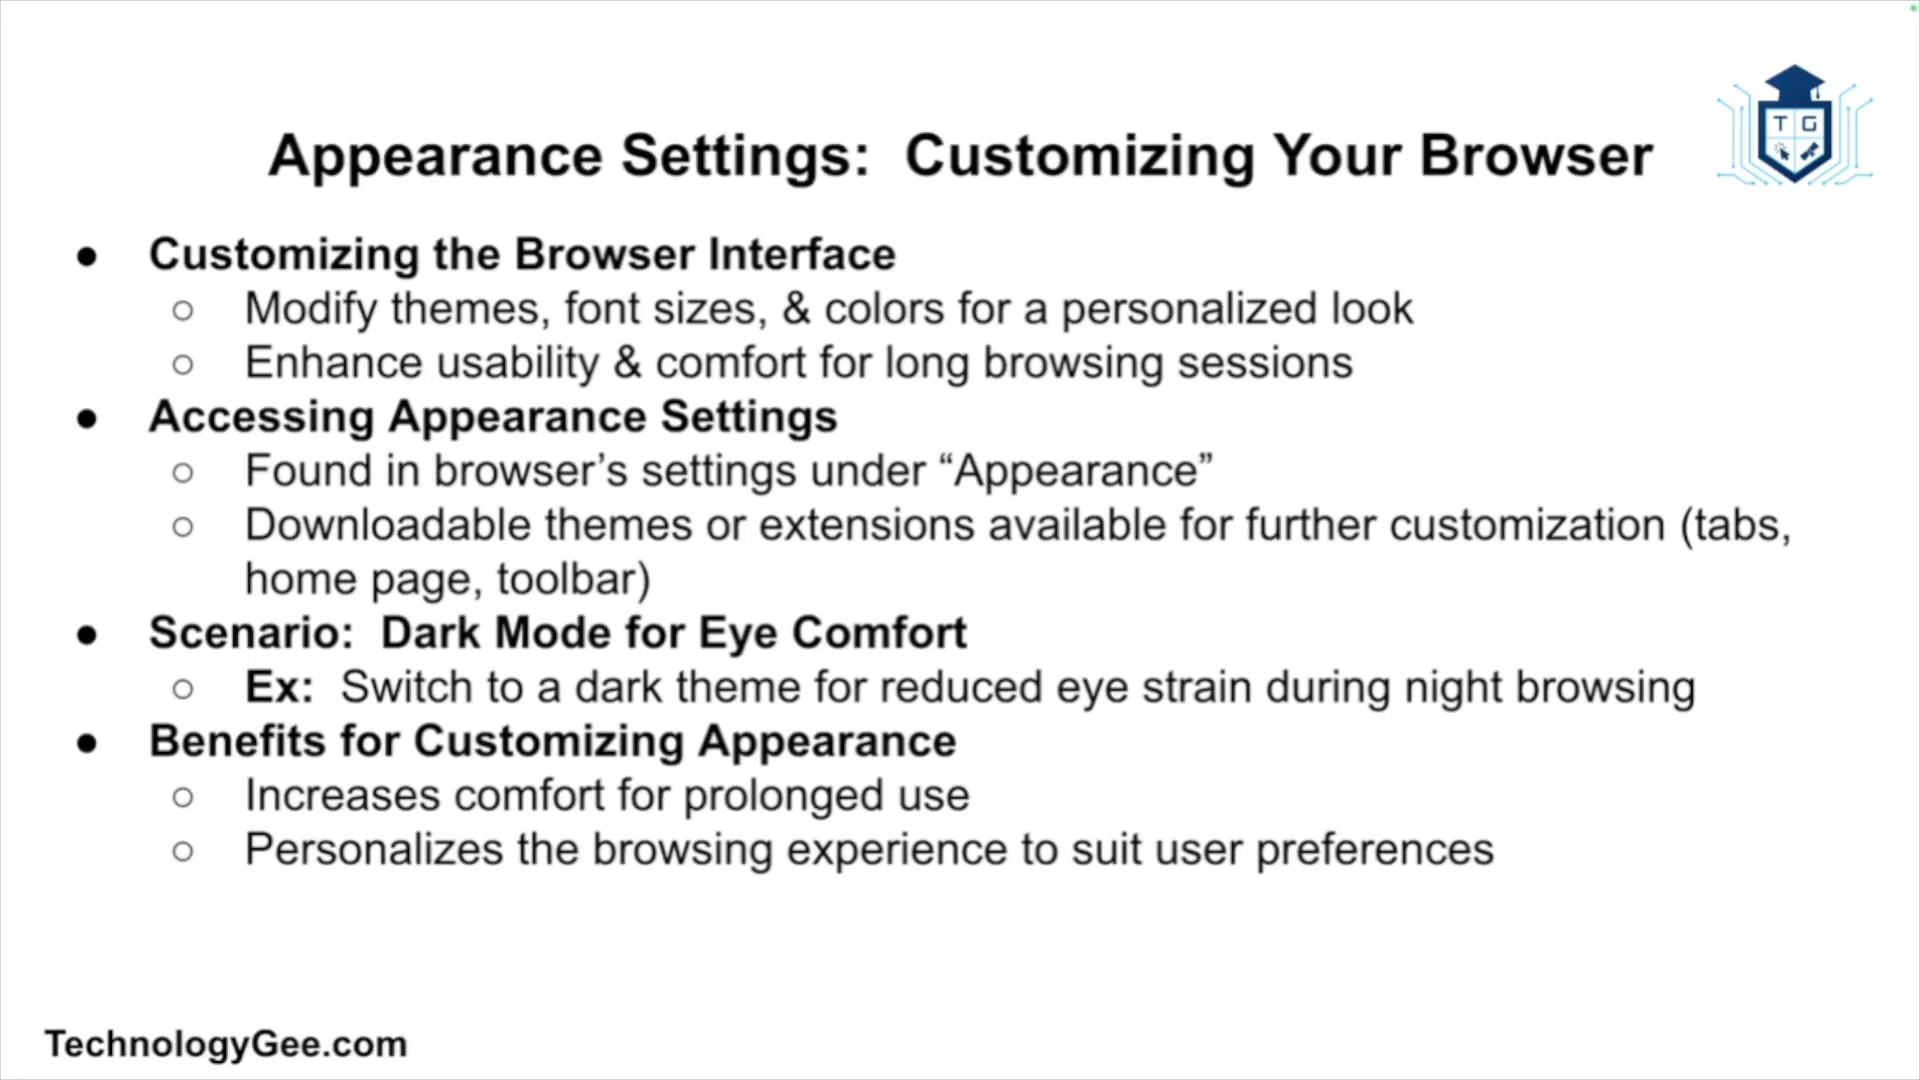 Appearance Settings:  Customizing Your Browser
T G
● Customizing the Browser Interface
○ Modify themes, font sizes, & colors for a personalized look
○ Enhance usability & comfort for long browsing sessions
● Accessing Appearance Settings
○ Found in browser’s settings under “Appearance”
○ Downloadable themes or extensions available for further customization (tabs,
home page, toolbar)
● Scenario:  Dark Mode for Eye Comfort
○ Ex:  Switch to a dark theme for reduced eye strain during night browsing
● Benefits for Customizing Appearance
○ Increases comfort for prolonged use
○ Personalizes the browsing experience to suit user preferences
TechnologyGee.com